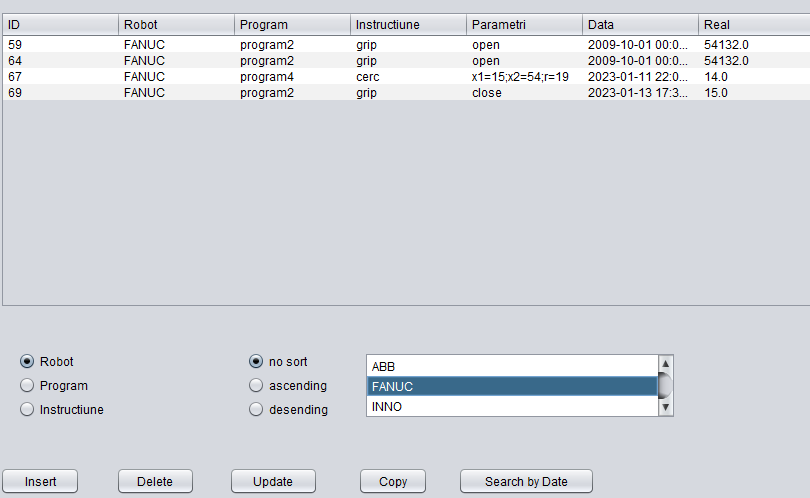 ID Robot Program Instructiune Parametri Data Real
59 FANUC program2 grip open 2009-10-01 00:0... 54132.0
64 FANUC program2 grip open 2009-10-01 00:0... 54132.0
67 FANUC program4 cerc x1=15;x2=54;r=19 2023-01-11 22:0... 14.0
69 FANUC program2 grip close 2023-01-13 17:3... 15.0
Robot no sort ABB
Program ascending FANUC
Instructiune desending INNO
Insert Delete Update Copy Search by Date